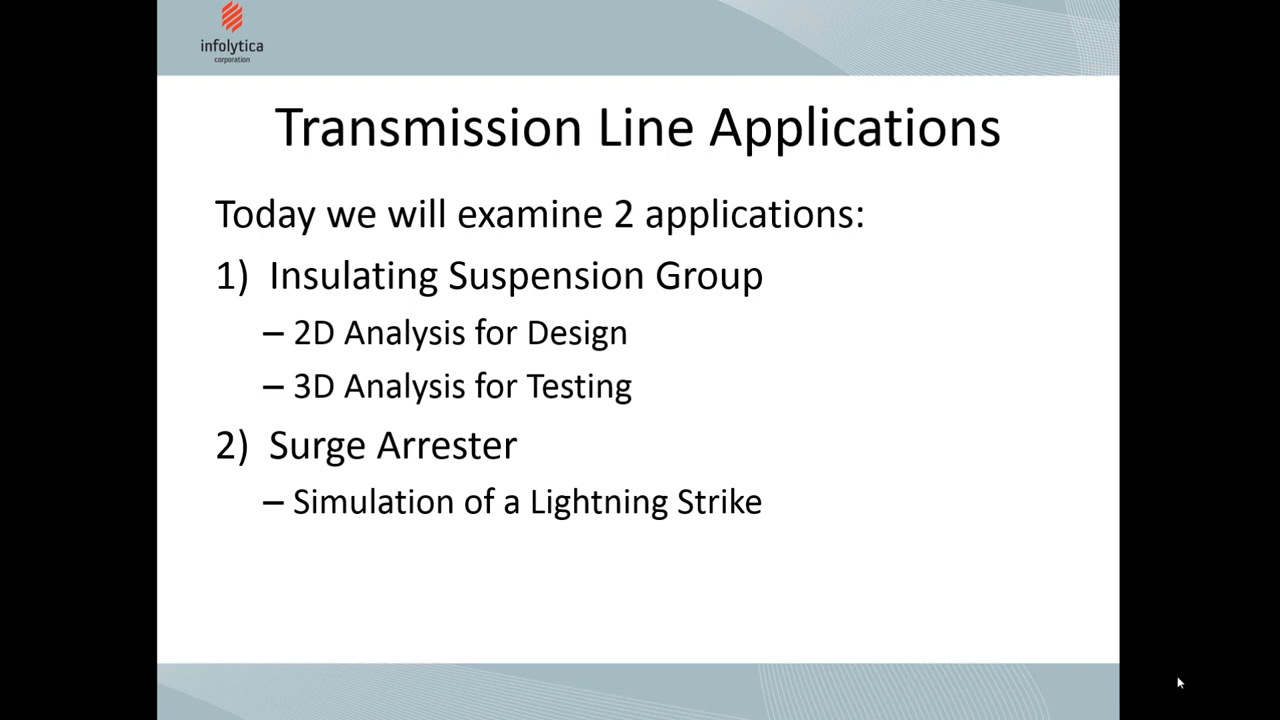 infolytica
corporation
Transmission Line Applications
Today we will examine 2 applications:
1) Insulating Suspension Group
– 2D Analysis for Design
– 3D Analysis for Testing
2) Surge Arrester
– Simulation of a Lightning Strike